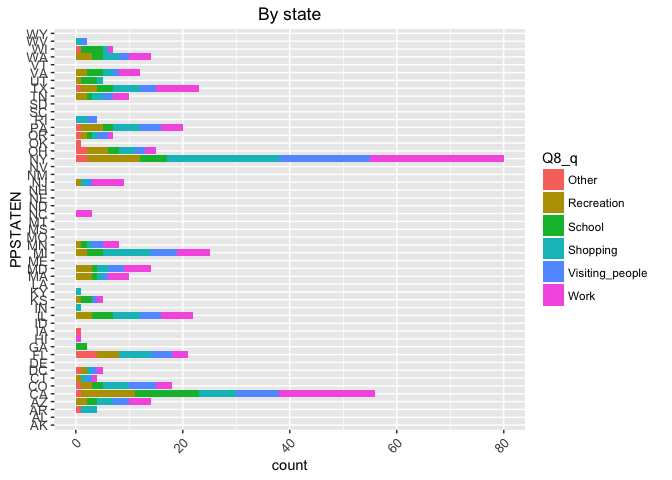 By state
PPSTATEN
WY
WV
WI
WA
VT
VA
UT
TX
TN
SD
SC
RI
PA
OR
OK
OH
NY
NV
NM
NJ
NH
NE
ND
NC
MT
MS
MO
MN
MI
ME
MD
MA
LA
KY
KS
IN
IL
ID
IA
HI
GA
FL
DE
DC
CT
CO
CA
AZ
AR
AL
AK
0
20
40
60
80
count
Q8_q
Other
Recreation
School
Shopping
Visiting_people
Work